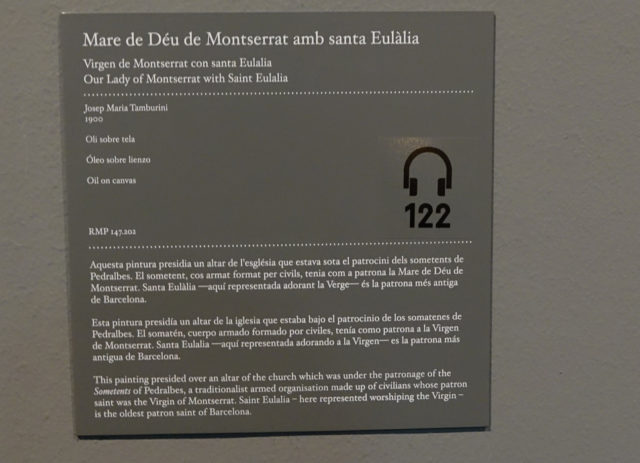 Mare de Déu de Montserrat amb santa Eulàlia
Virgen de Montserrat con santa Eulalia
Our Lady of Montserrat with Saint Eulalia
Josep Maria Tamburini
1900
Oli sobre tela
Óleo sobre lienzo
Oil on canvas
122
RMP 147.202
Aquesta pintura presidia un altar de l'església que estava sota el patrocini dels sometents de
Pedralbes. El sometent, cos armat format per civils, tenia com a patrona la Mare de Déu de
Montserrat. Santa Eulàlia —aquí representada adorant la Verge— és la patrona més antiga
de Barcelona.
Esta pintura presidía un altar de la iglesia que estaba bajo el patrocinio de los somatenes de
Pedralbes. El somatén, cuerpo armado formado por civiles, tenía como patrona a la Virgen
de Montserrat. Santa Eulalia —aquí representada adorando a la Virgen— es la patrona más
antigua de Barcelona.
This painting presided over an altar of the church which was under the patronage of the
Sometents of Pedralbes, a traditionalist armed organisation made up of civilians whose patron
saint was the Virgin of Montserrat. Saint Eulalia – here represented worshiping the Virgin –
is the oldest patron saint of Barcelona.